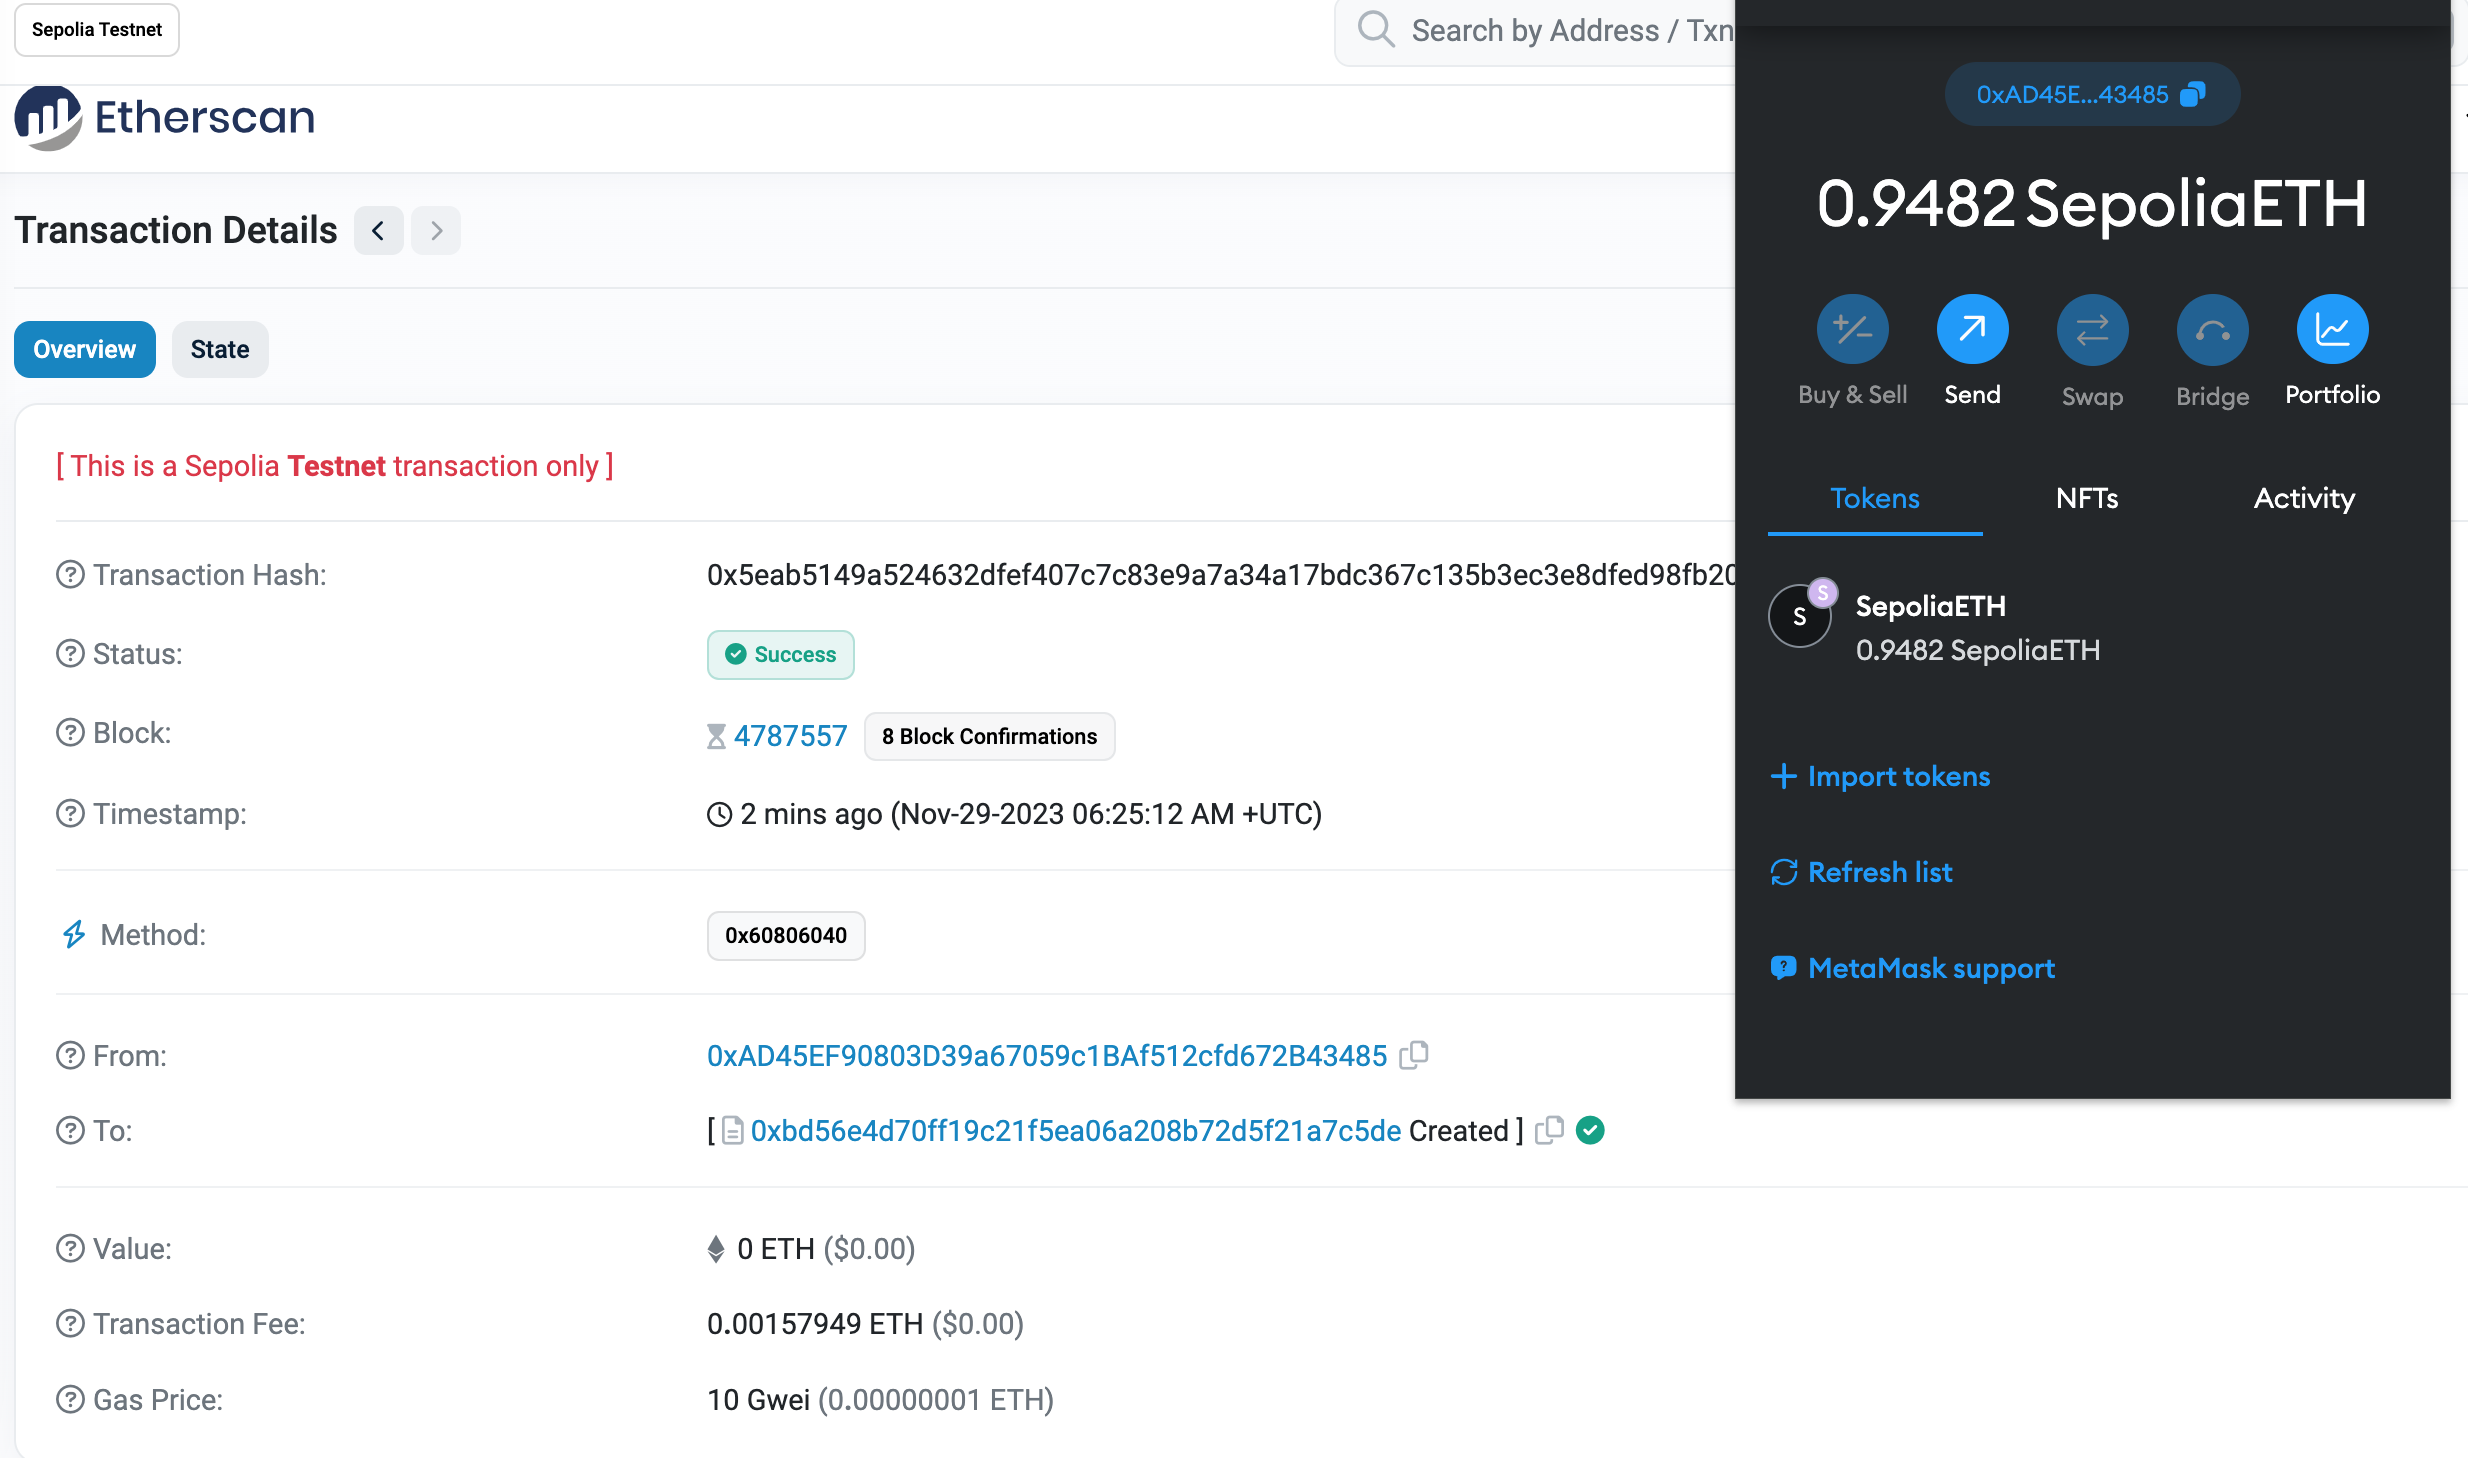 Sepolia Testnet
Search by Address / Txn
Etherscan
Transaction Details
Overview
State
[ This is a Sepolia Testnet transaction only ]
Transaction Hash:
0x5eab5149a524632dfef407c7c83e9a7a34a17bdc367c135b3ec3e8dfed98fb20
Status:
Success
Block:
4787557
8 Block Confirmations
Timestamp:
2 mins ago (Nov-29-2023 06:25:12 AM +UTC)
Method:
0x60806040
From:
0xAD45EF90803D39a67059c1BAf512cfd672B43485
To:
[ 0xbd56e4d70ff19c21f5ea06a208b72d5f21a7c5de Created ]
Value:
0 ETH ($0.00)
Transaction Fee:
0.00157949 ETH ($0.00)
Gas Price:
10 Gwei (0.00000001 ETH)
0xAD45E...43485
0.9482 SepoliaETH
Buy & Sell
Send
Swap
Bridge
Portfolio
Tokens
NFTs
Activity
S
S
SepoliaETH
0.9482 SepoliaETH
Import tokens
Refresh list
MetaMask support